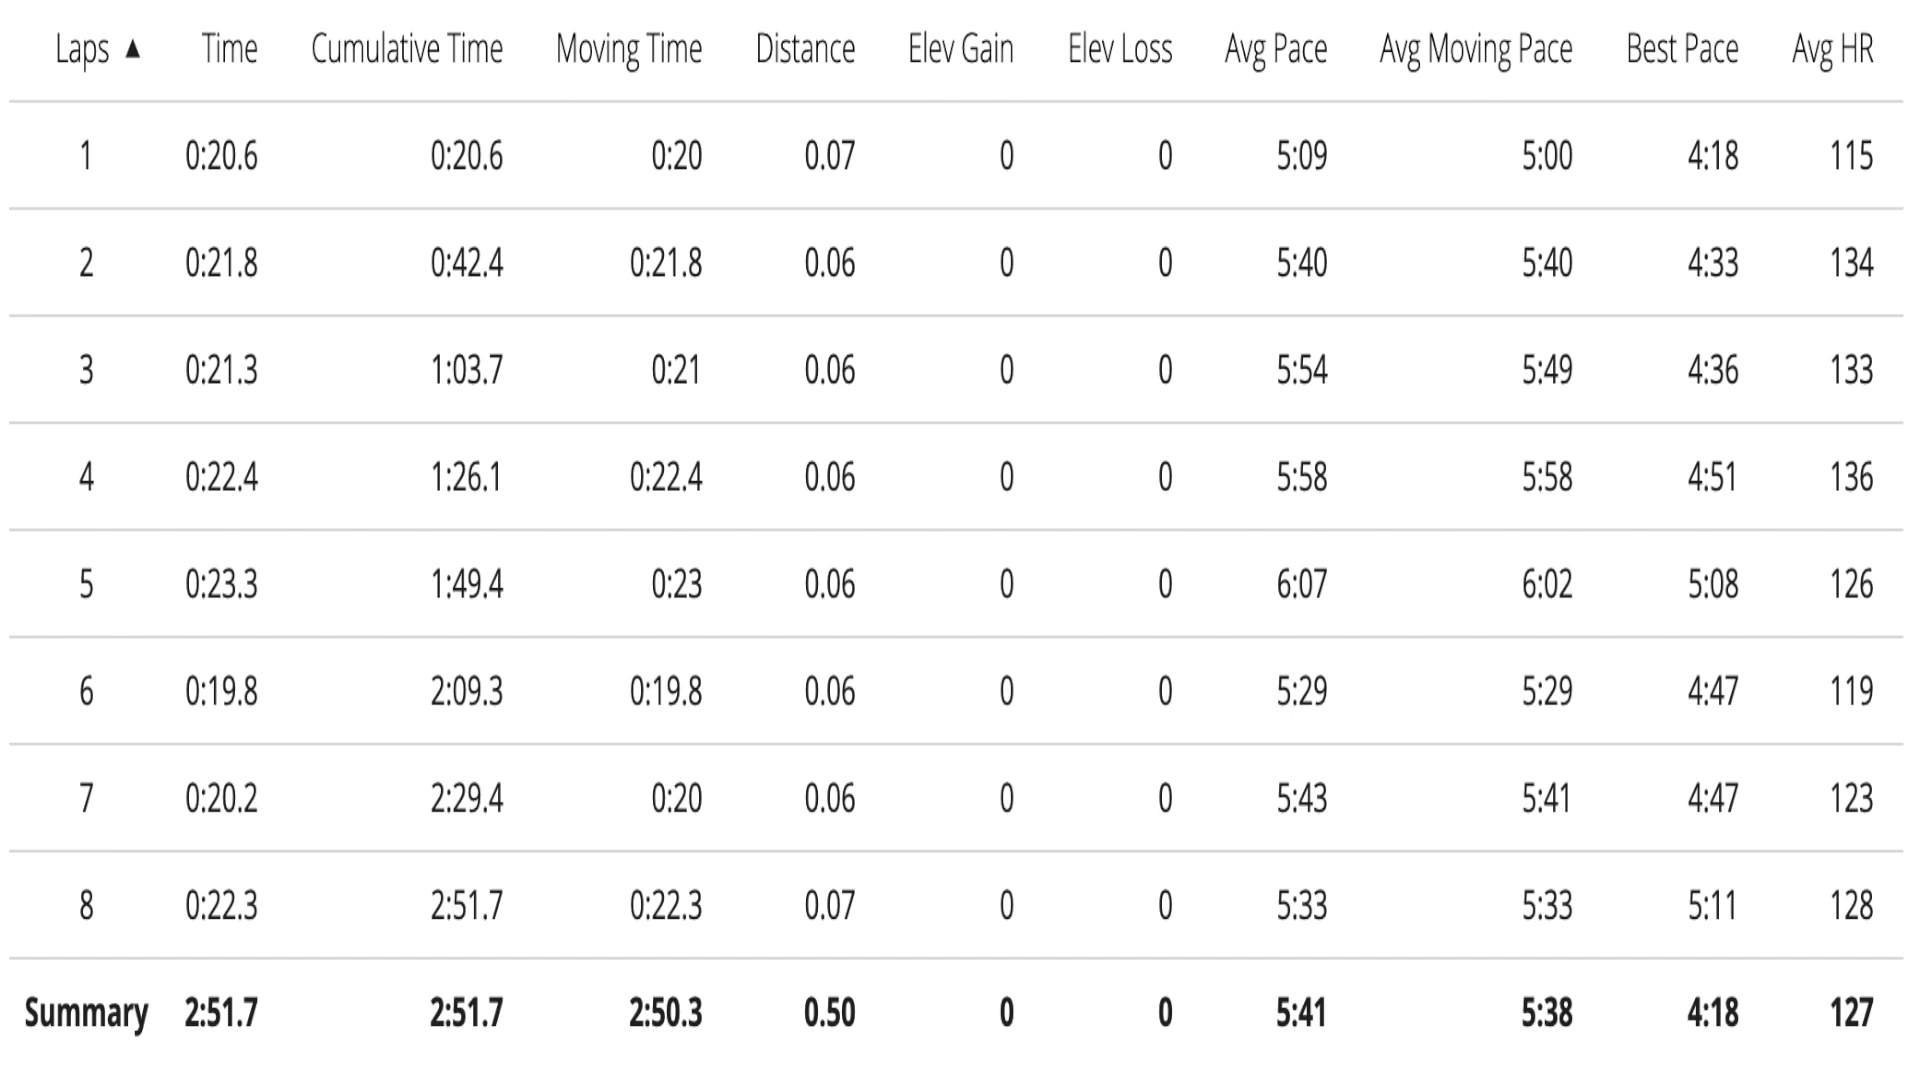 Laps ▲ Time Cumulative Time Moving Time Distance Elev Gain Elev Loss Avg Pace Avg Moving Pace Best Pace Avg HR
1 0:20.6 0:20.6 0:20 0.07 0 0 5:09 5:00 4:18 115
2 0:21.8 0:42.4 0:21.8 0.06 0 0 5:40 5:40 4:33 134
3 0:21.3 1:03.7 0:21 0.06 0 0 5:54 5:49 4:36 133
4 0:22.4 1:26.1 0:22.4 0.06 0 0 5:58 5:58 4:51 136
5 0:23.3 1:49.4 0:23 0.06 0 0 6:07 6:02 5:08 126
6 0:19.8 2:09.3 0:19.8 0.06 0 0 5:29 5:29 4:47 119
7 0:20.2 2:29.4 0:20 0.06 0 0 5:43 5:41 4:47 123
8 0:22.3 2:51.7 0:22.3 0.07 0 0 5:33 5:33 5:11 128
Summary 2:51.7 2:51.7 2:50.3 0.50 0 0 5:41 5:38 4:18 127